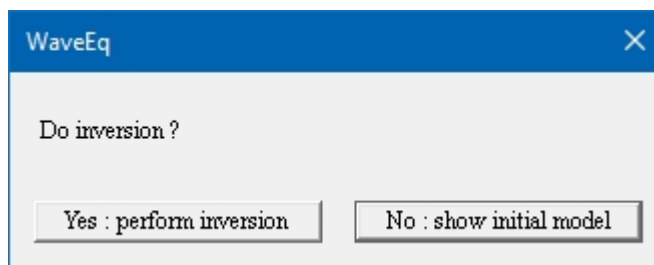 WaveEq
Do inversion ?
Yes : perform inversion
No : show initial model